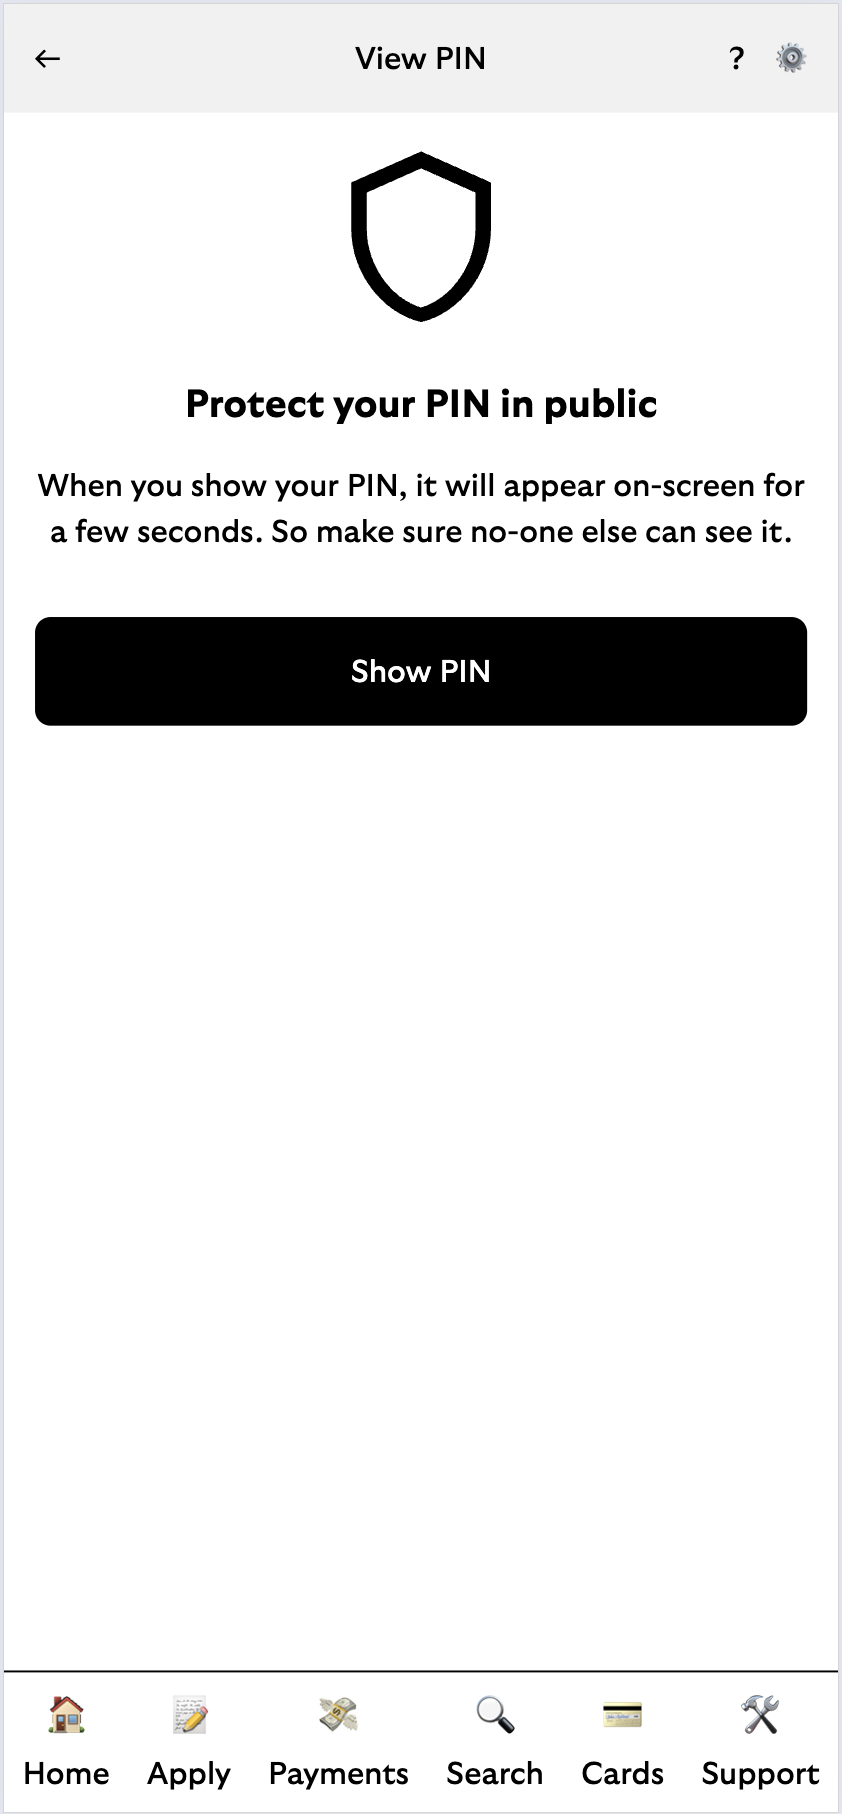 ← View PIN ?
Protect your PIN in public
When you show your PIN, it will appear on-screen for
a few seconds. So make sure no-one else can see it.
Show PIN
Home Apply Payments Search Cards Support